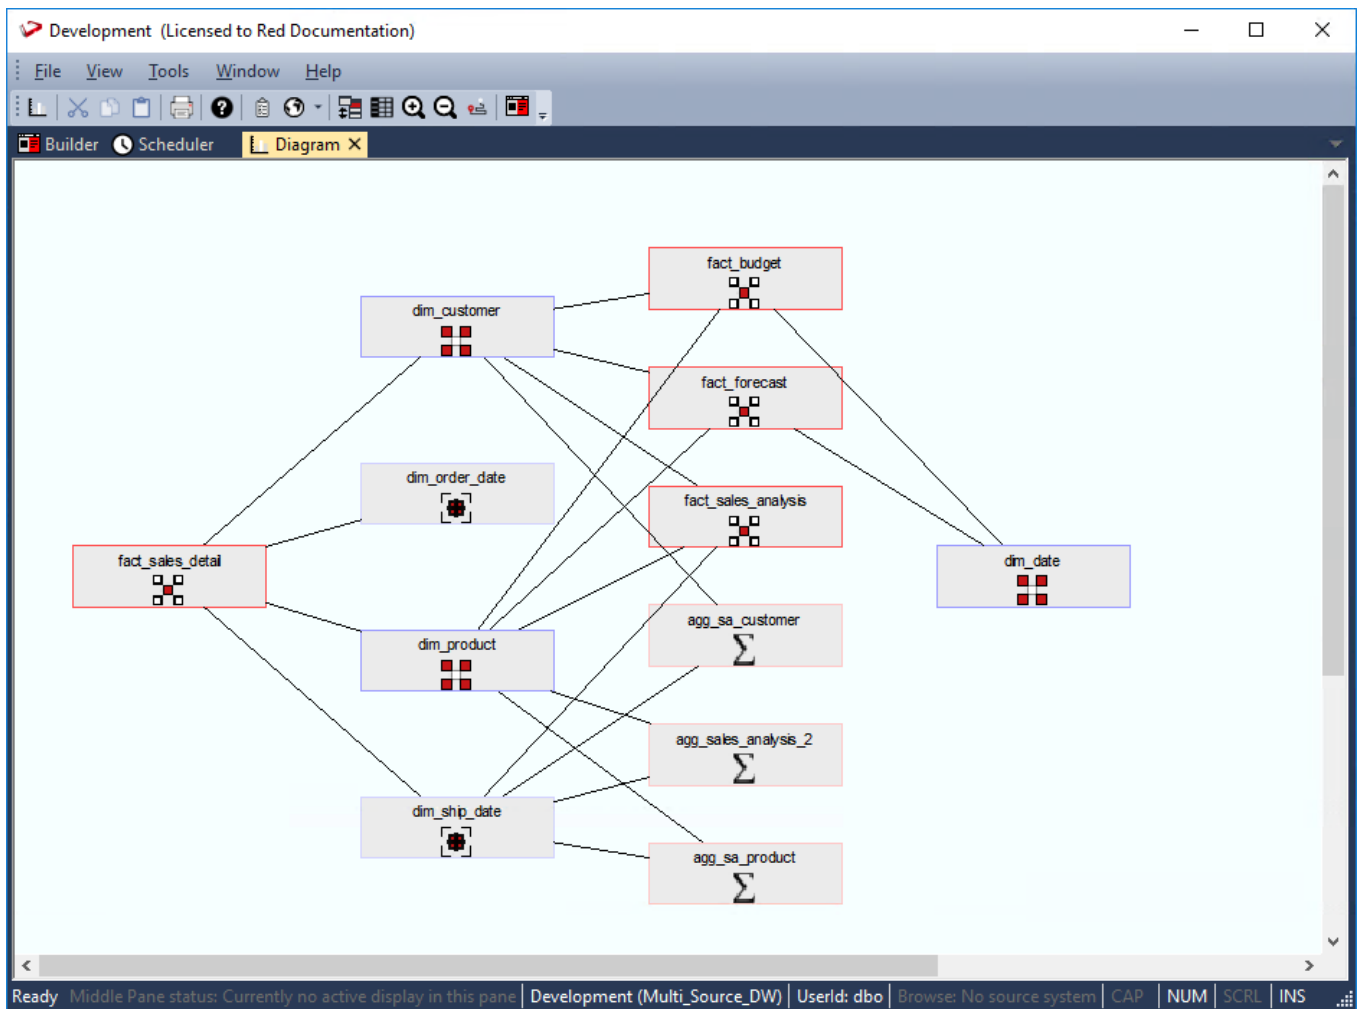 Development (Licensed to Red Documentation)
File View Tools Window Help
Builder Scheduler Diagram
fact_budget
dim_customer
fact_forecast
dim_order_date
fact_sales_analysis
fact_sales_detail
dim_date
agg_sa_customer
dim_product
agg_sales_analysis_2
dim_ship_date
agg_sa_product
Ready Middle Pane status: Currently no active display in this pane Development (Multi_Source_DW) UserId: dbo Browse: No source system CAP NUM SCRL INS